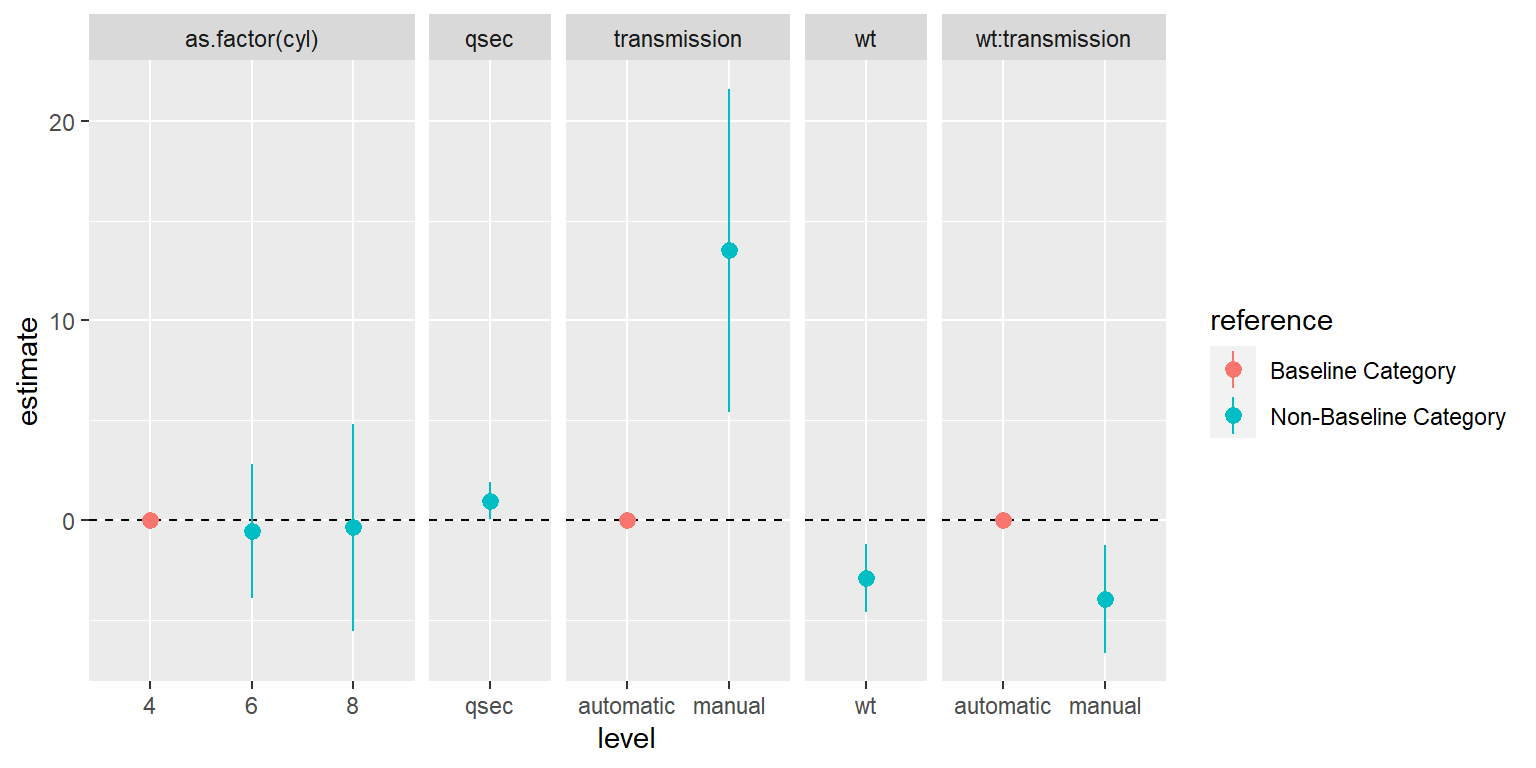 as.factor(cyl) qsec transmission wt wt:transmission
20
10
0
estimate
4 6 8 qsec automatic manual wt automatic manual
level
reference
Baseline Category
Non-Baseline Category